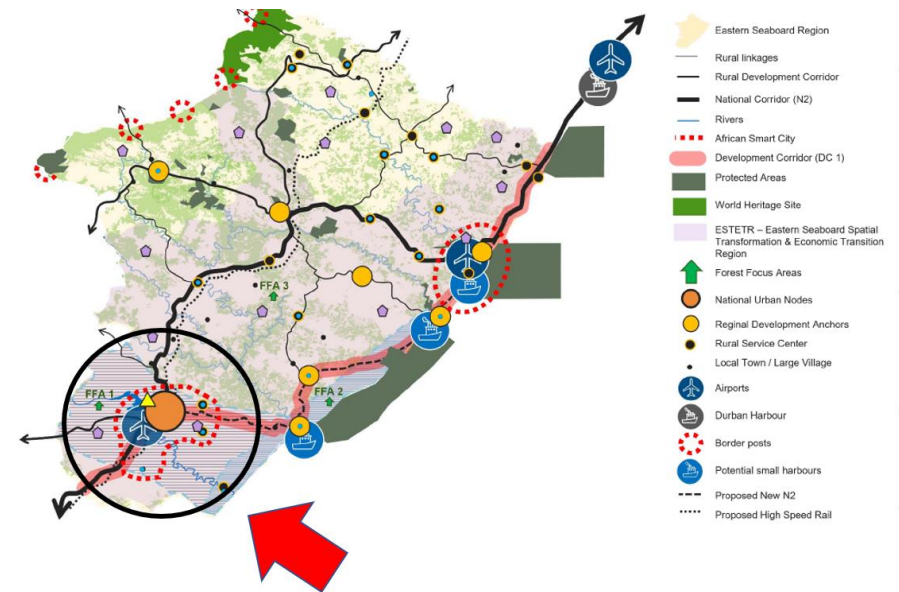 FFA 3
FFA 1
FFA 2
Eastern Seaboard Region
Rural linkages
Rural Development Corridor
National Corridor (N2)
Rivers
African Smart City
Development Corridor (DC 1)
Protected Areas
World Heritage Site
ESTETR – Eastern Seaboard Spatial
Transformation & Economic Transition
Region
Forest Focus Areas
National Urban Nodes
Reginal Development Anchors
Rural Service Center
Local Town / Large Village
Airports
Durban Harbour
Border posts
Potential small harbours
Proposed New N2
Proposed High Speed Rail